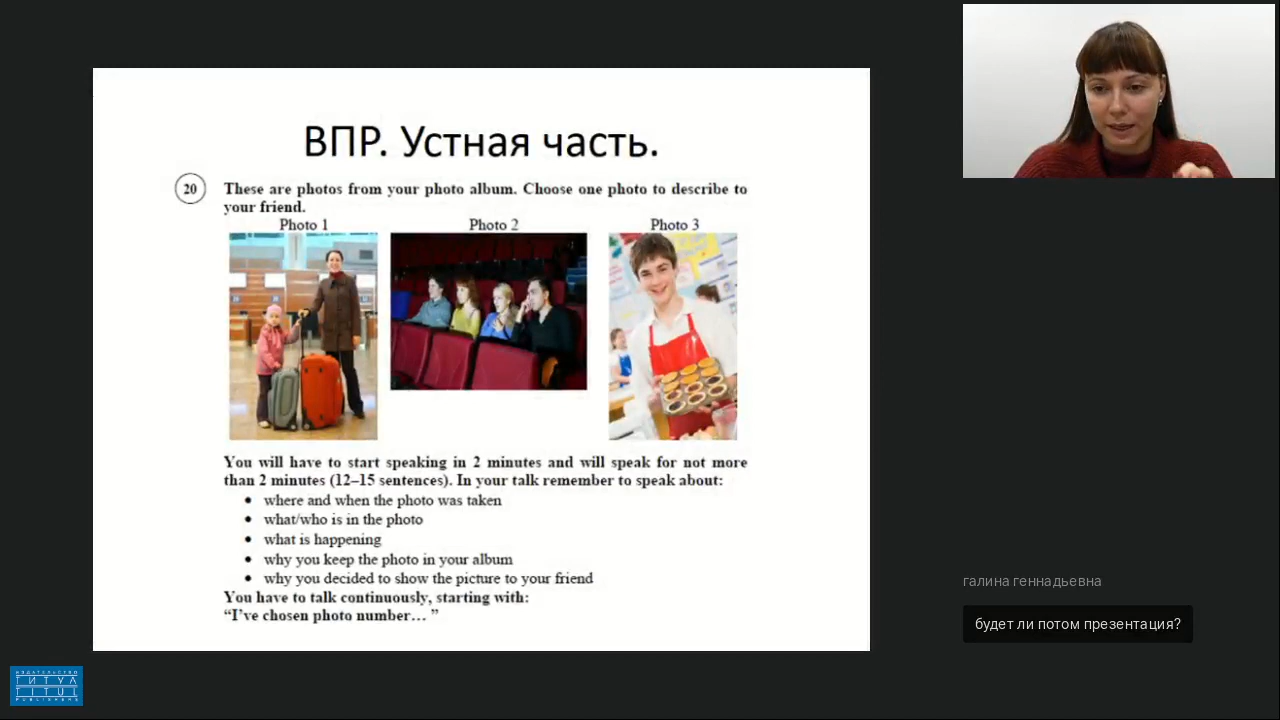 ВПР. Устная часть.
20 These are photos from your photo album. Choose one photo to describe to
your friend.
Photo 1 Photo 2 Photo 3
You will have to start speaking in 2 minutes and will speak for not more
than 2 minutes (12–15 sentences). In your talk remember to speak about:
• where and when the photo was taken
• what/who is in the photo
• what is happening
• why you keep the photo in your album
• why you decided to show the picture to your friend
You have to talk continuously, starting with:
“I’ve chosen photo number… ”
галина геннадьевна
будет ли потом презентация?
ИЗДАТЕЛЬСТВО
ТИТУЛ
TITUL
PUBLISHERS